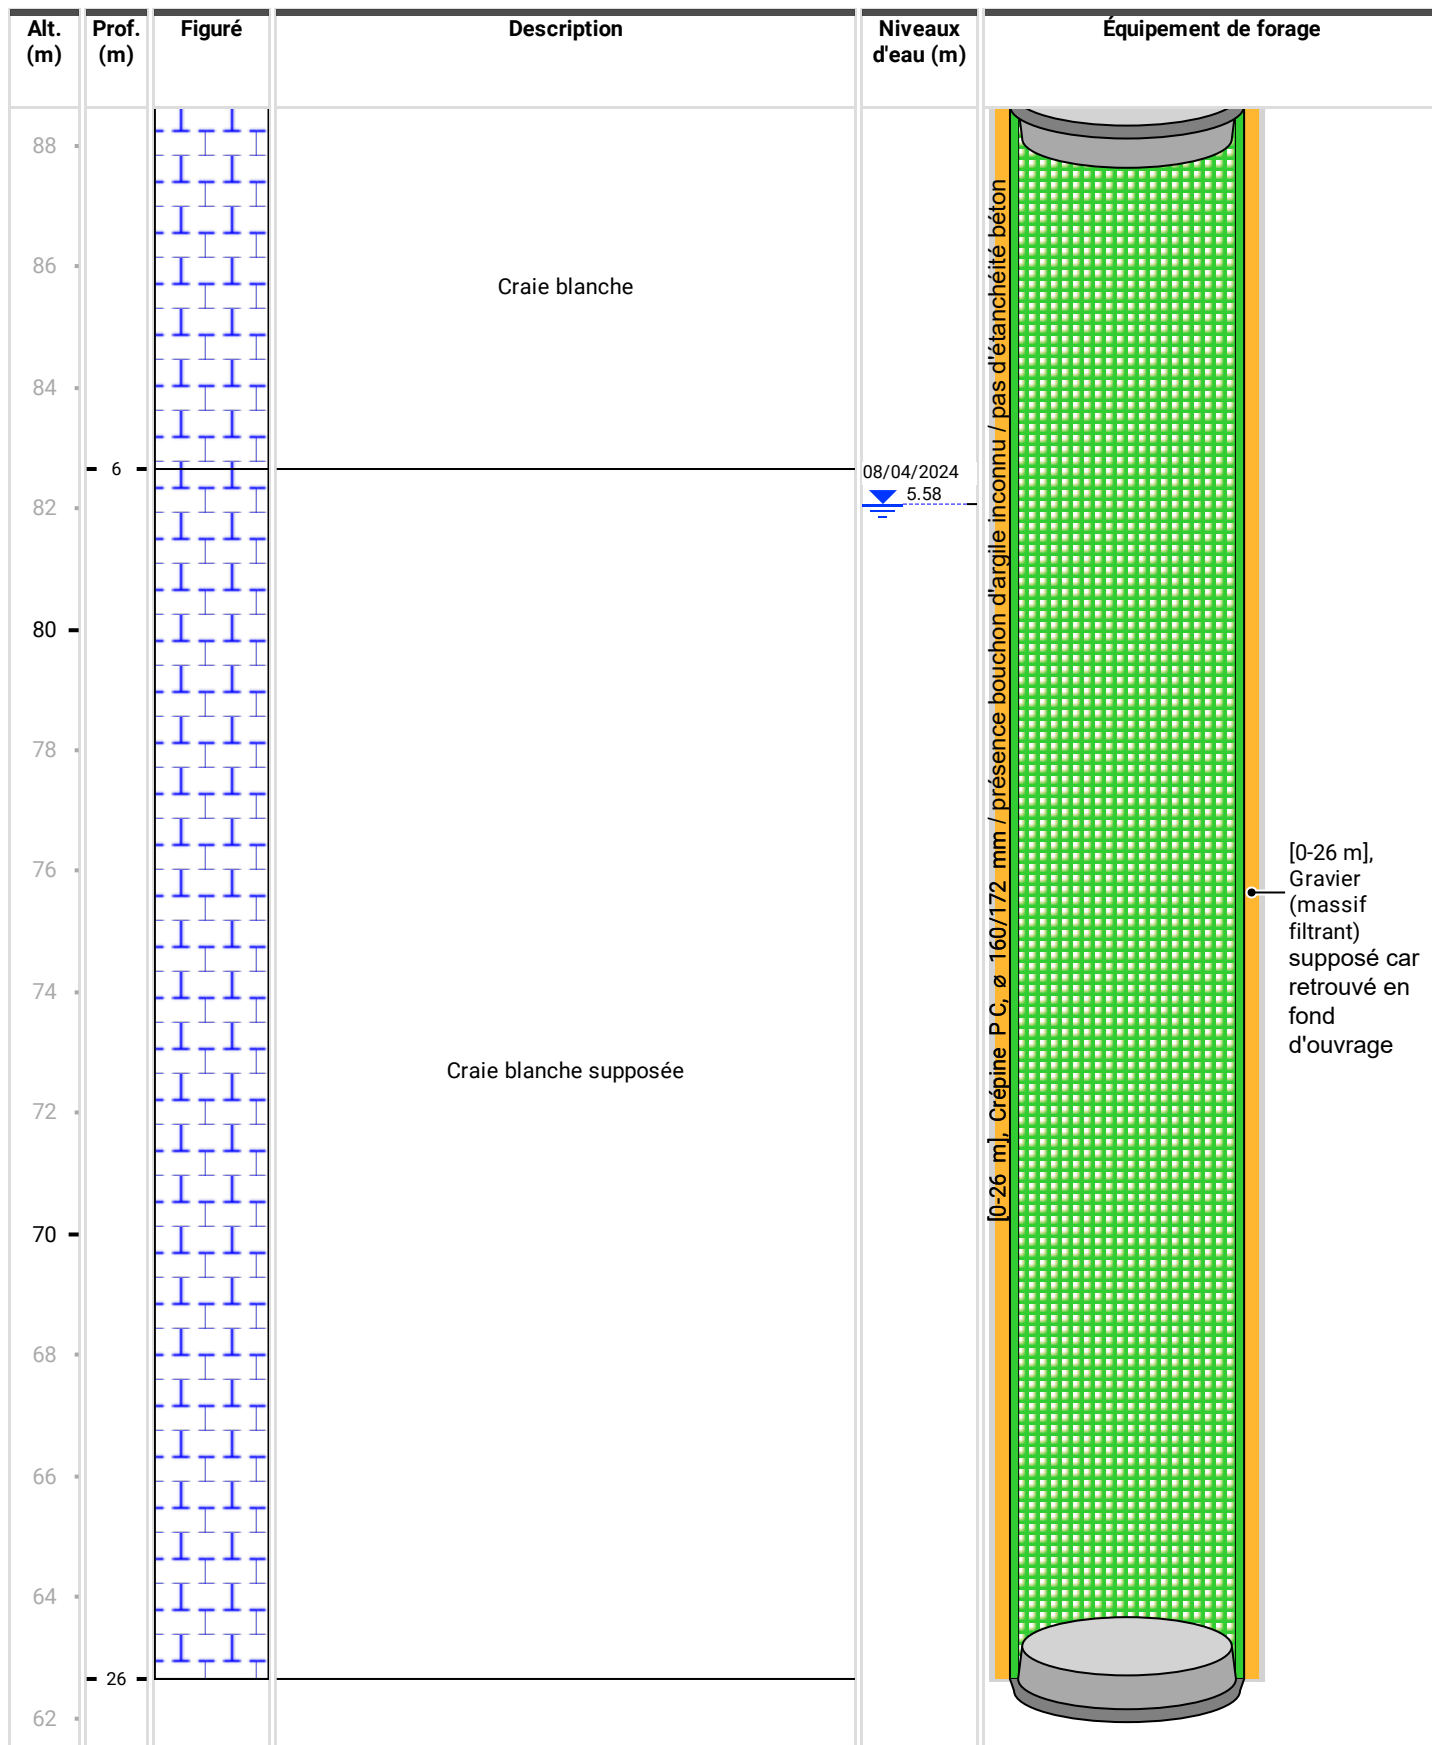 Alt.
(m)
Prof.
(m)
Figuré
Description
Niveaux
d'eau (m)
Équipement de forage
88
86
84
82
80
78
76
74
72
70
68
66
64
62
6
26
Craie blanche
Craie blanche supposée
08/04/2024
5.58
[0-26 m], Crépine P C, ø 160/172 mm / présence bouchon d'argile inconnu / pas d'étanchéité béton
[0-26 m],
Gravier
(massif
filtrant)
supposé car
retrouvé en
fond
d'ouvrage